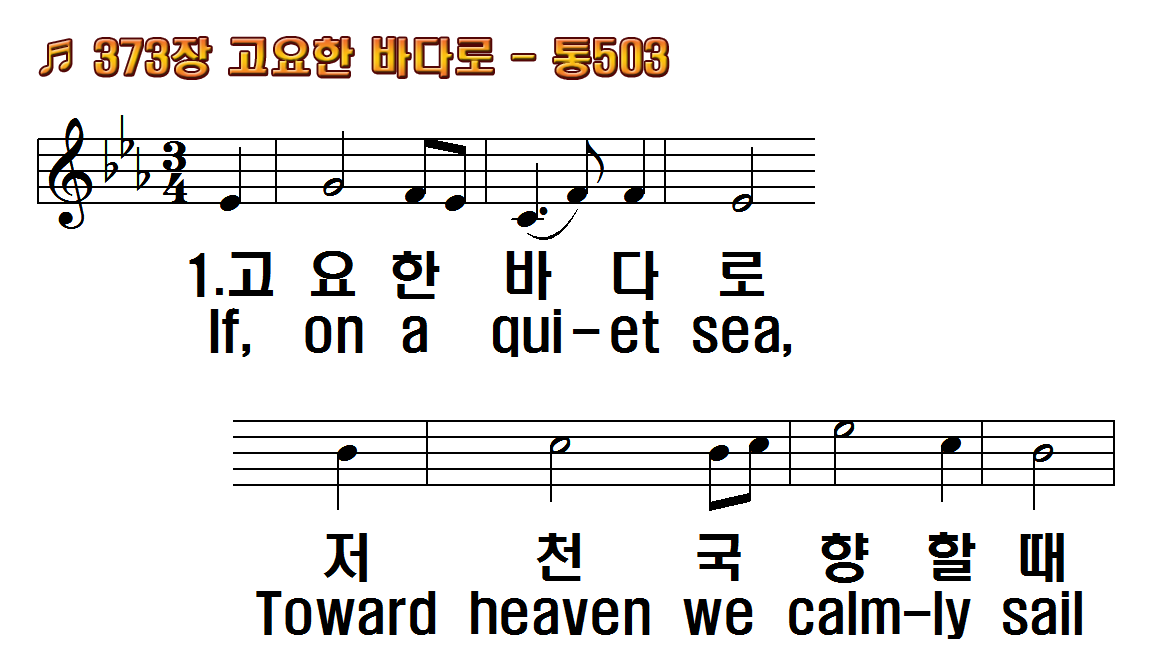 ♬ 373장 고요한 바다로 - 통503
3
4
1.고 요 한 바 다 로
If, on a qui-et sea,
저 천 국 향 할 때
Toward heaven we calm-ly sail